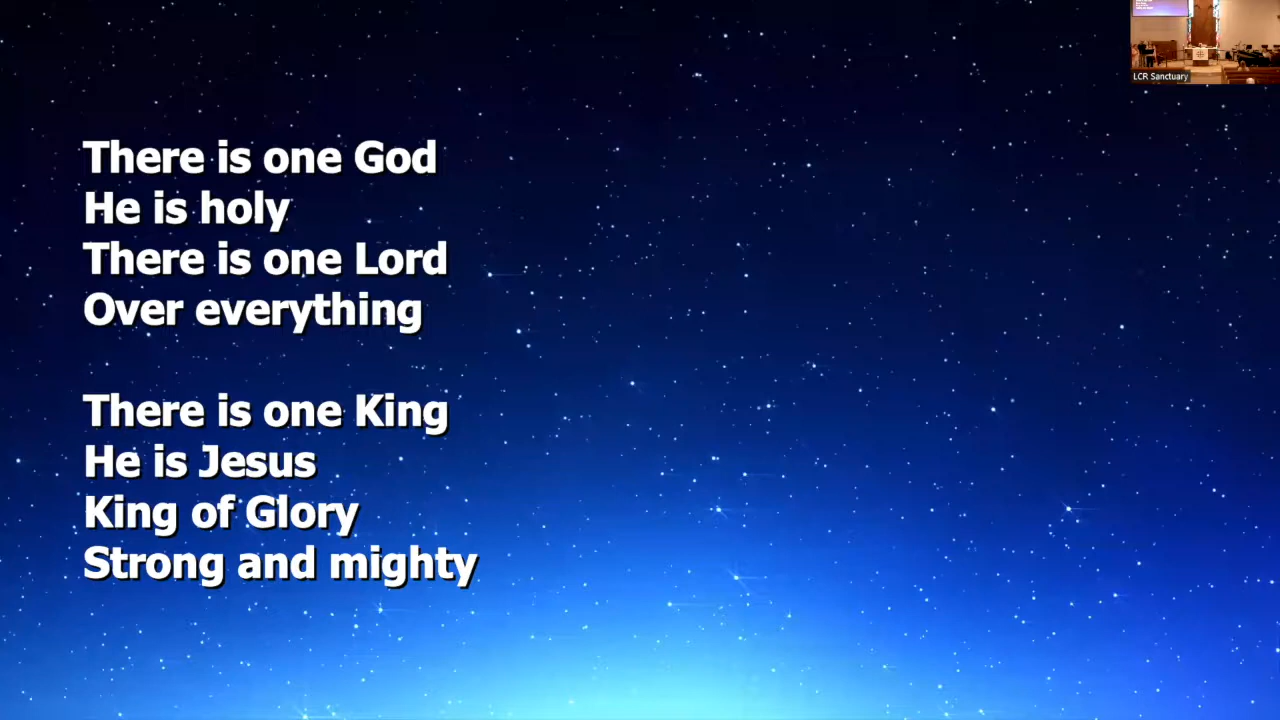 There is one God
He is holy
There is one Lord
Over everything
There is one King
He is Jesus
King of Glory
Strong and mighty
LCR Sanctuary